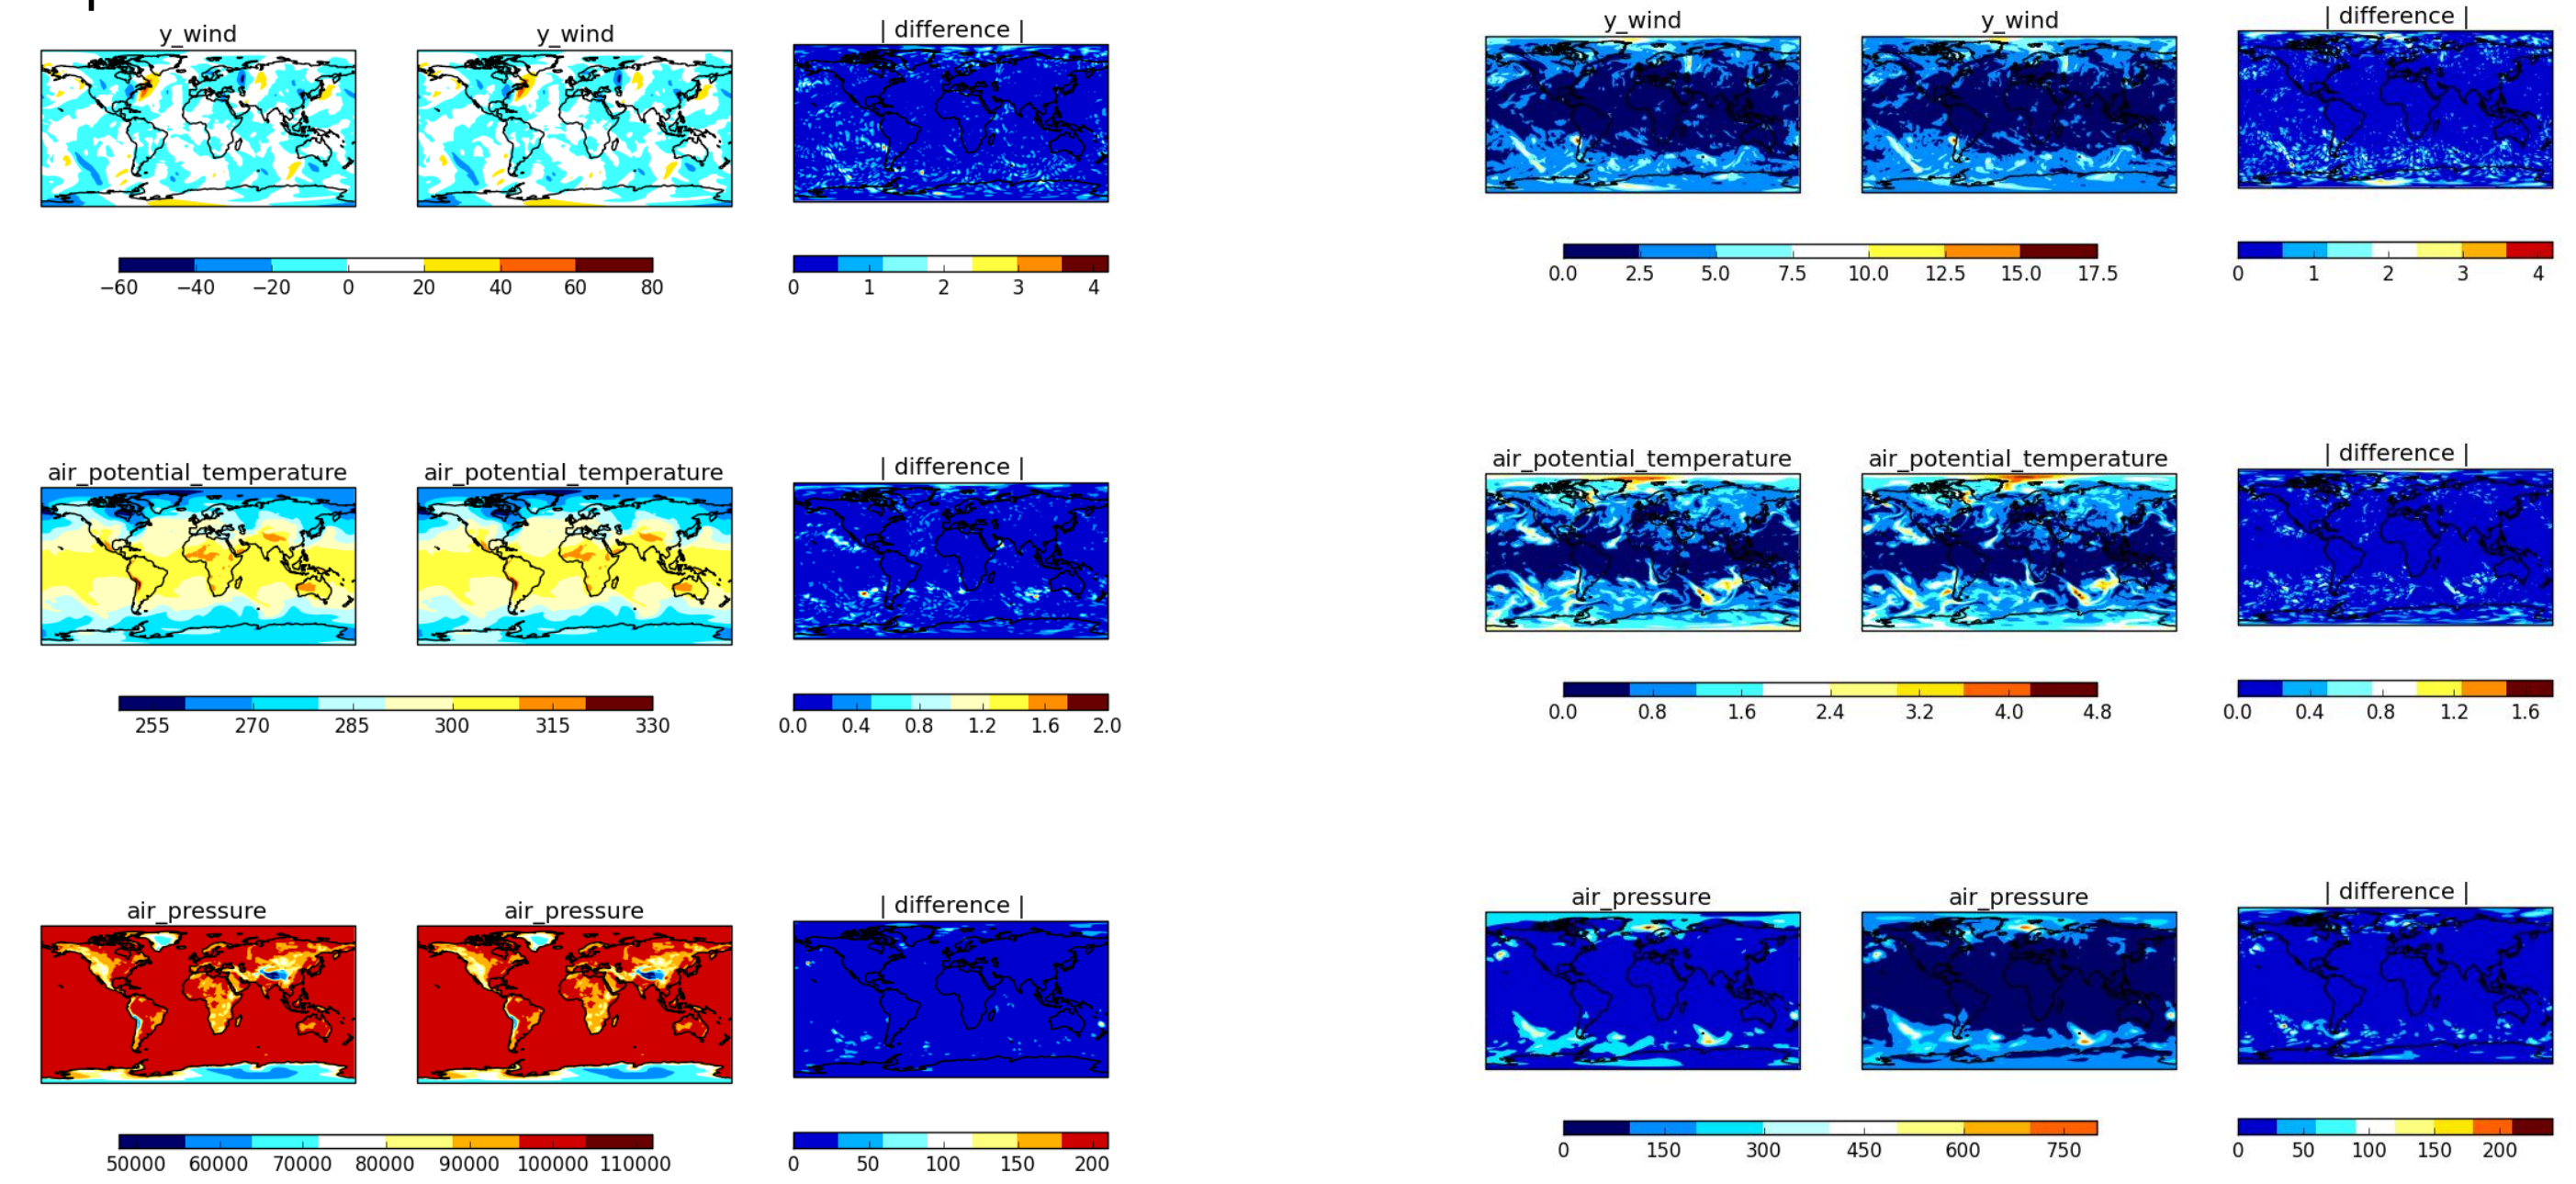 y_wind y_wind | difference |
−60 −40 −20 0 20 40 60 80
0 1 2 3 4
y_wind y_wind | difference |
0.0 2.5 5.0 7.5 10.0 12.5 15.0 17.5
0 1 2 3 4
air_potential_temperature air_potential_temperature | difference |
255 270 285 300 315 330
0.0 0.4 0.8 1.2 1.6 2.0
air_potential_temperature air_potential_temperature | difference |
0.0 0.8 1.6 2.4 3.2 4.0 4.8
0.0 0.4 0.8 1.2 1.6
air_pressure air_pressure | difference |
50000 60000 70000 80000 90000 100000 110000
0 50 100 150 200
air_pressure air_pressure | difference |
0 150 300 450 600 750
0 50 100 150 200